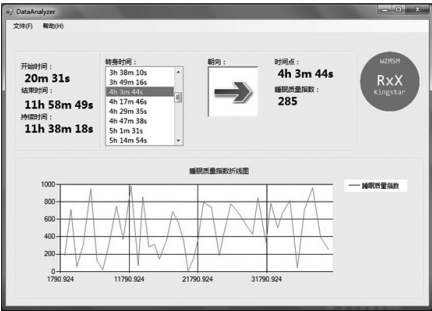 DataAnalyzer
文件(F) 帮助(H)
开始时间：
20m 31s
结束时间：
11h 58m 49s
持续时间：
11h 38m 18s
转身时间：
3h 38m 10s
3h 49m 16s
4h 3m 44s
4h 17m 46s
4h 29m 35s
4h 47m 38s
5h 1m 31s
5h 14m 54s
朝向：
时间点：
4h 3m 44s
睡眠质量指数：
285
WZMSM
RxX
Kingstar
睡眠质量指数折线图
1000
800
600
400
200
0
1790.924 11790.924 21790.924 31790.924
睡眠质量指数